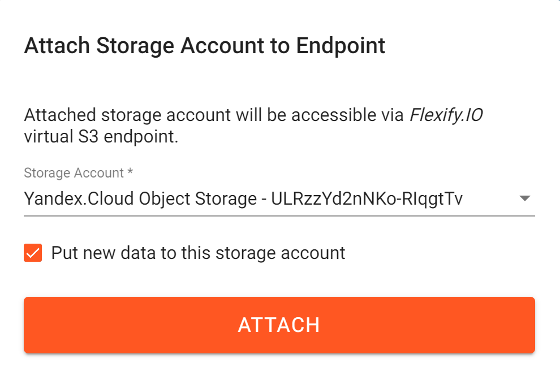 Attach Storage Account to Endpoint
Attached storage account will be accessible via Flexify.IO
virtual S3 endpoint.
Storage Account *
Yandex.Cloud Object Storage - ULRzzYd2nNKo-RIqgtTv
Put new data to this storage account
ATTACH